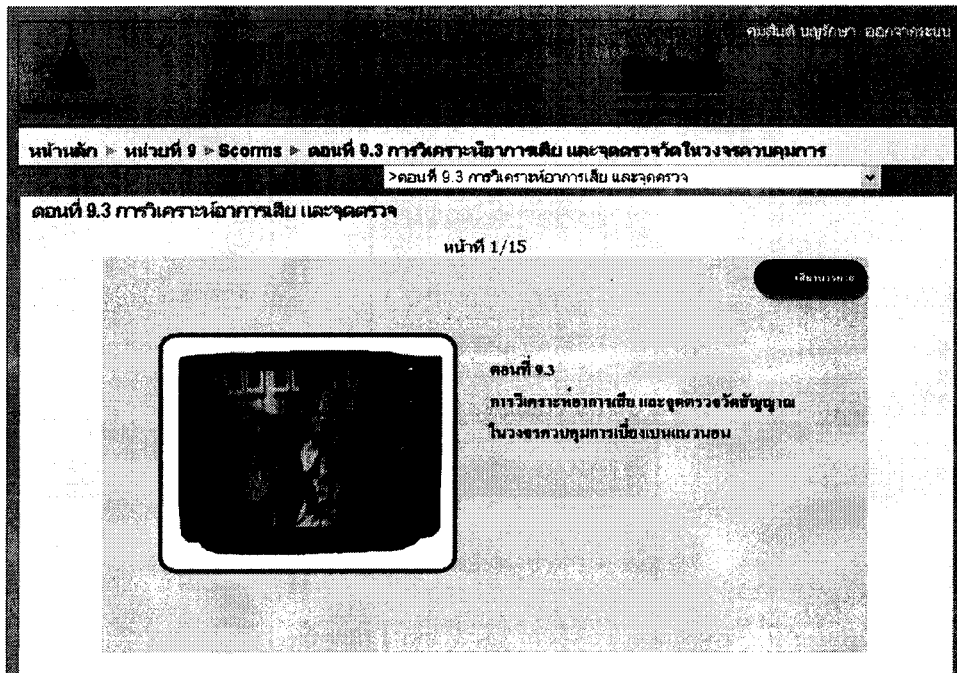 คมสันต์ บุญรักษา ออกจากระบบ
หน้าหลัก ► หน่วยที่ 9 ► Scorms ► ตอนที่ 9.3 การวิเคราะห์อาการเสีย และจุดตรวจวัดในวงจรควบคุมการ
>ตอนที่ 9.3 การวิเคราะห์อาการเสีย และจุดตรวจ
ตอนที่ 9.3 การวิเคราะห์อาการเสีย และจุดตรวจ
หน้าที่ 1/15
เสียงบรรยาย
ตอนที่ 9.3
การวิเคราะห์อาการเสีย และจุดตรวจวัดสัญญาณ
ในวงจรควบคุมการเบี่ยงเบนแนวนอน